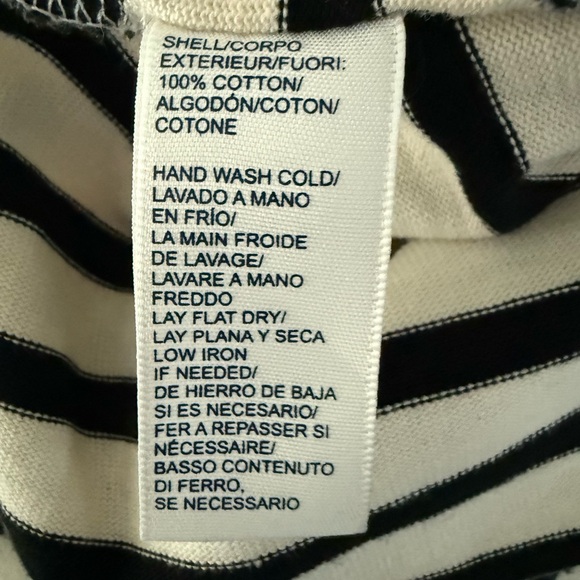 SHELL/CORPO
EXTERIEUR/FUORI:
100% COTTON/
ALGODÓN/COTON/
COTONE
HAND WASH COLD/
LAVADO A MANO
EN FRÍO/
LA MAIN FROIDE
DE LAVAGE/
LAVARE A MANO
FREDDO
LAY FLAT DRY/
LAY PLANA Y SECA
LOW IRON
IF NEEDED/
DE HIERRO DE BAJA
SI ES NECESARIO/
FER A REPASSER SI
NÉCESSAIRE/
BASSO CONTENUTO
DI FERRO,
SE NECESSARIO